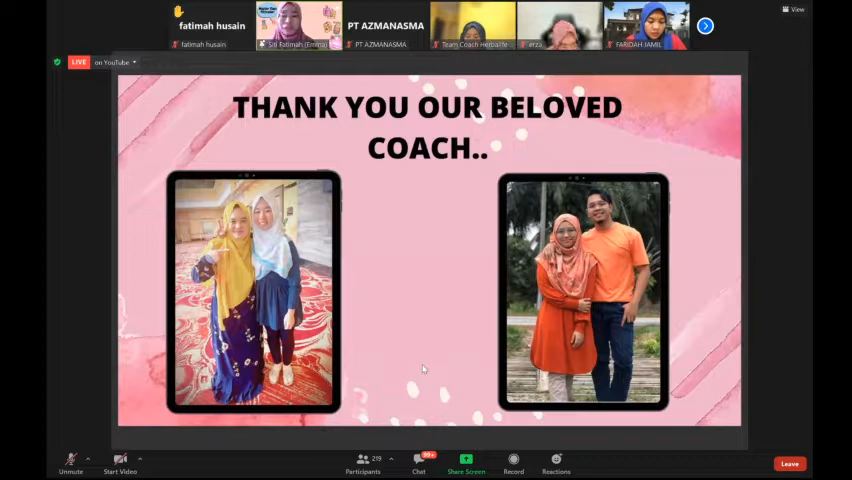 fatimah husain
PT AZMANASMA
View
fatimah husain
Siti Fatimah (Emma)
PT AZMANASMA
Team Coach Herbalife
erza
FARIDAH JAMIL
LIVE on YouTube
THANK YOU OUR BELOVED
COACH..
219
99+
Unmute
Start Video
Participants
Chat
Share Screen
Record
Reactions
Leave